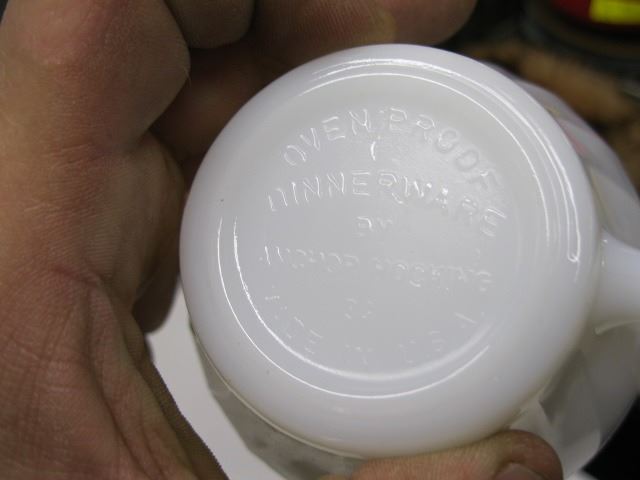 OVEN PROOF
DINNERWARE
BY
ANCHOR HOCKING
MADE IN U.S.A.